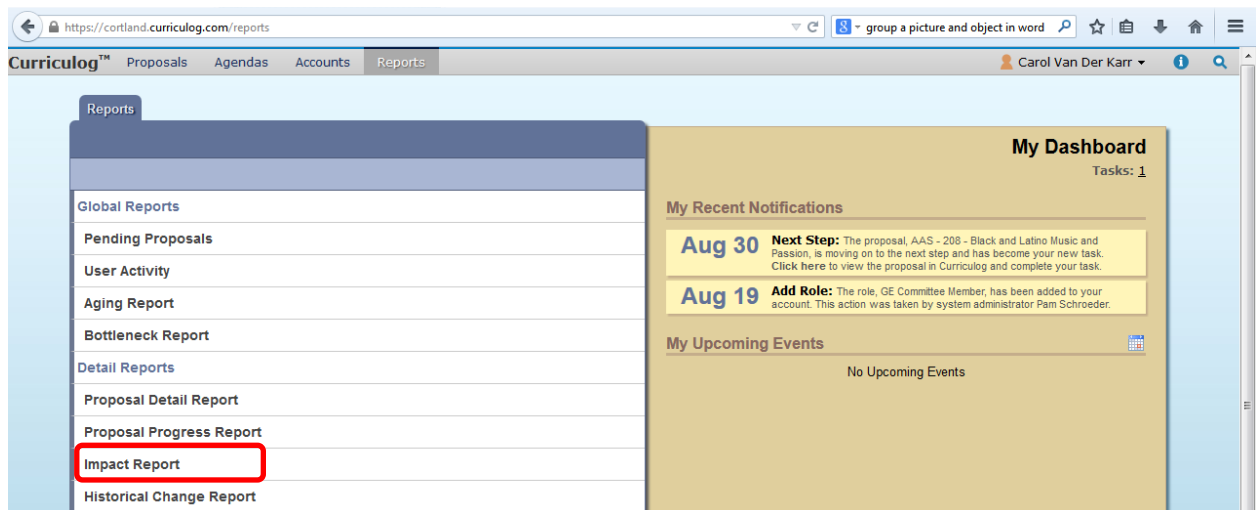 https://cortland.curriculog.com/reports
group a picture and object in word
Curriculog™ Proposals Agendas Accounts Reports Carol Van Der Karr
Reports
My Dashboard
Tasks: 1
Global Reports
Pending Proposals
User Activity
Aging Report
Bottleneck Report
Detail Reports
Proposal Detail Report
Proposal Progress Report
Impact Report
Historical Change Report
My Recent Notifications
Aug 30
Next Step: The proposal, AAS - 208 - Black and Latino Music and
Passion, is moving on to the next step and has become your new task.
Click here to view the proposal in Curriculog and complete your task.
Aug 19
Add Role: The role, GE Committee Member, has been added to your
account. This action was taken by system administrator Pam Schroeder.
My Upcoming Events
No Upcoming Events